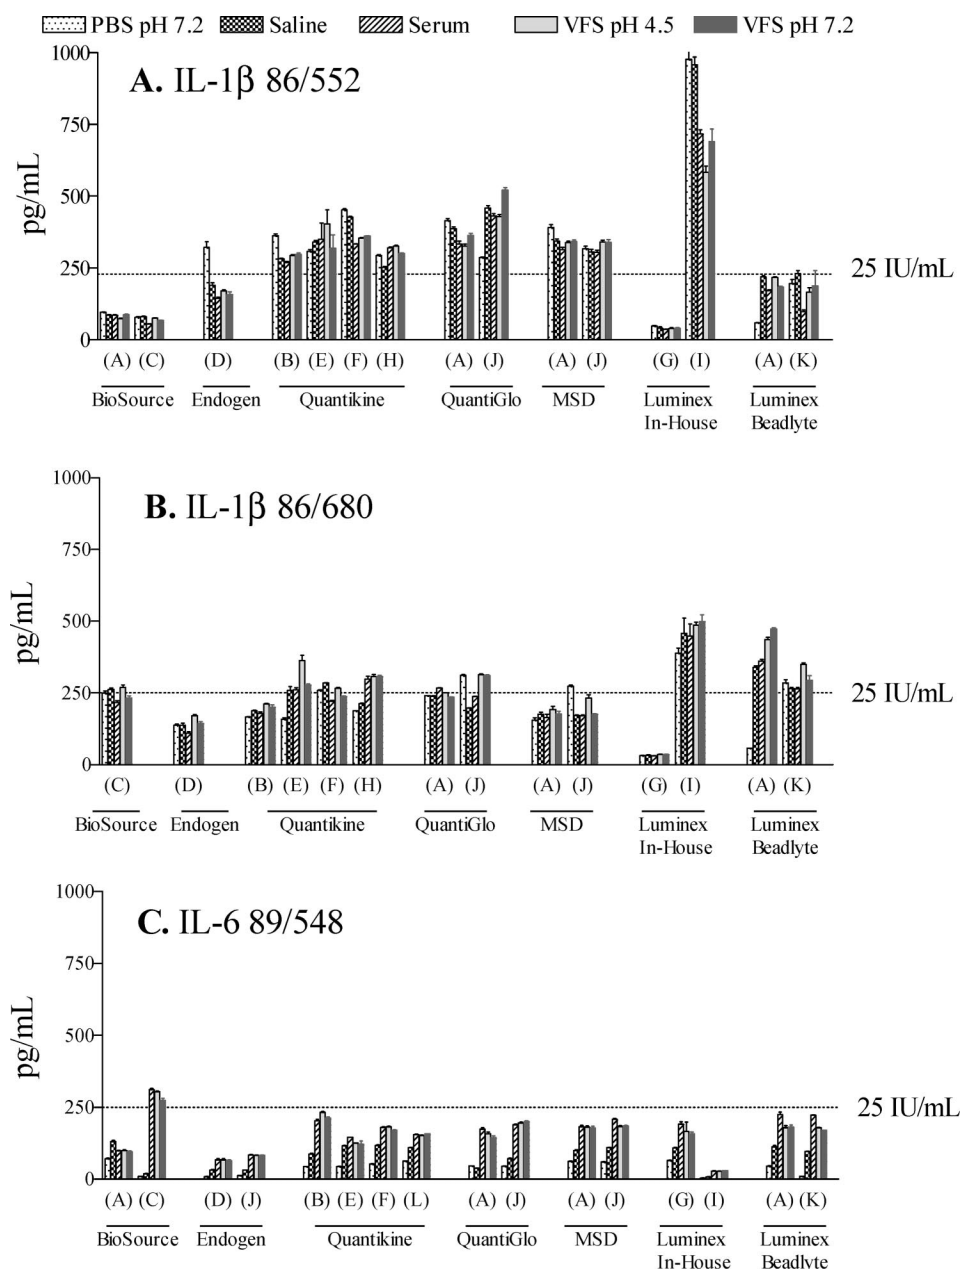 PBS pH 7.2 Saline Serum VFS pH 4.5 VFS pH 7.2
A. IL-1β 86/552
pg/mL
1000
750
500
250
0
25 IU/mL
(A) (C) (D) (B) (E) (F) (H) (A) (J) (A) (J) (G) (I) (A) (K)
BioSource Endogen Quantikine QuantiGlo MSD Luminex In-House Luminex Beadlyte
B. IL-1β 86/680
pg/mL
1000
750
500
250
0
25 IU/mL
(C) (D) (B) (E) (F) (H) (A) (J) (A) (J) (G) (I) (A) (K)
BioSource Endogen Quantikine QuantiGlo MSD Luminex In-House Luminex Beadlyte
C. IL-6 89/548
pg/mL
1000
750
500
250
0
25 IU/mL
(A) (C) (D) (J) (B) (E) (F) (L) (A) (J) (A) (J) (G) (I) (A) (K)
BioSource Endogen Quantikine QuantiGlo MSD Luminex In-House Luminex Beadlyte